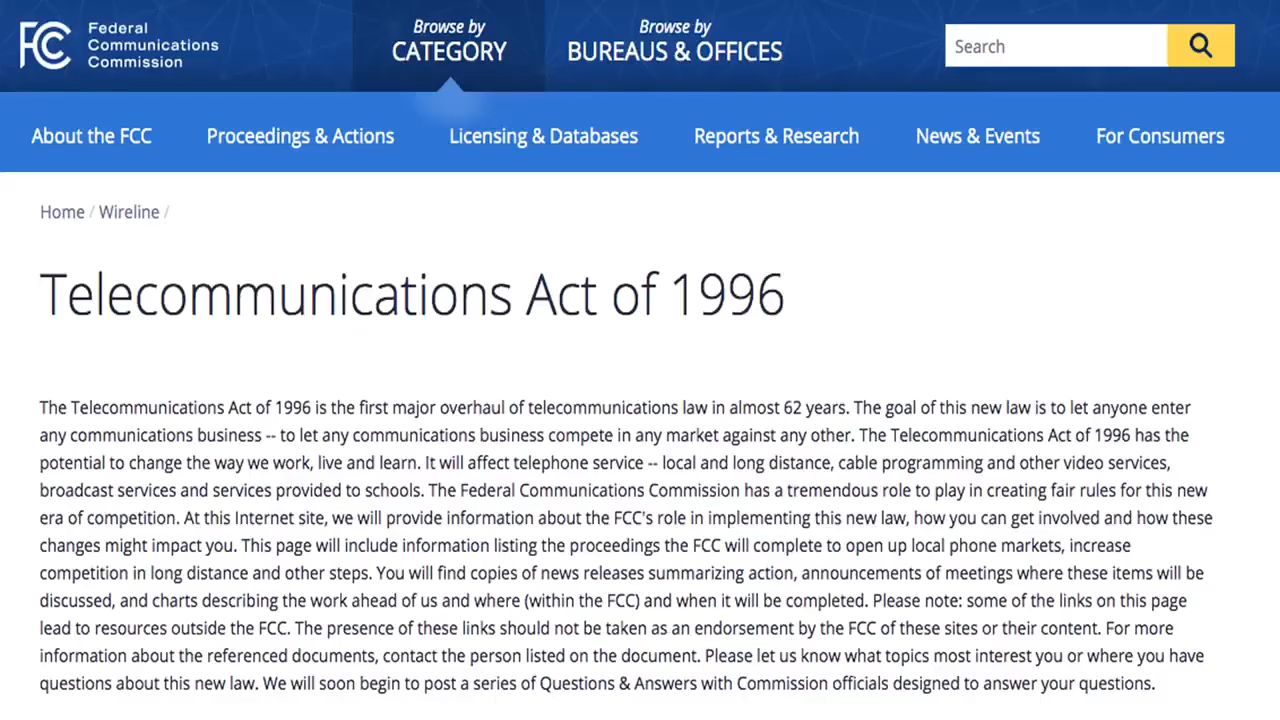 Federal
Communications
Commission
Browse by
CATEGORY
Browse by
BUREAUS & OFFICES
Search
About the FCC
Proceedings & Actions
Licensing & Databases
Reports & Research
News & Events
For Consumers
Home / Wireline /
Telecommunications Act of 1996
The Telecommunications Act of 1996 is the first major overhaul of telecommunications law in almost 62 years. The goal of this new law is to let anyone enter
any communications business -- to let any communications business compete in any market against any other. The Telecommunications Act of 1996 has the
potential to change the way we work, live and learn. It will affect telephone service -- local and long distance, cable programming and other video services,
broadcast services and services provided to schools. The Federal Communications Commission has a tremendous role to play in creating fair rules for this new
era of competition. At this Internet site, we will provide information about the FCC's role in implementing this new law, how you can get involved and how these
changes might impact you. This page will include information listing the proceedings the FCC will complete to open up local phone markets, increase
competition in long distance and other steps. You will find copies of news releases summarizing action, announcements of meetings where these items will be
discussed, and charts describing the work ahead of us and where (within the FCC) and when it will be completed. Please note: some of the links on this page
lead to resources outside the FCC. The presence of these links should not be taken as an endorsement by the FCC of these sites or their content. For more
information about the referenced documents, contact the person listed on the document. Please let us know what topics most interest you or where you have
questions about this new law. We will soon begin to post a series of Questions & Answers with Commission officials designed to answer your questions.